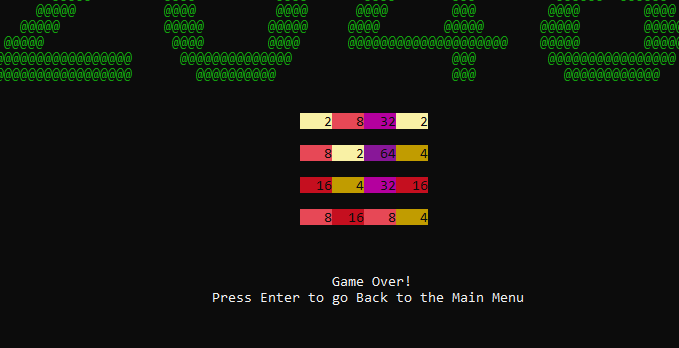 2 8 32 2
8 2 64 4
16 4 32 16
8 16 8 4
Game Over!
Press Enter to go Back to the Main Menu